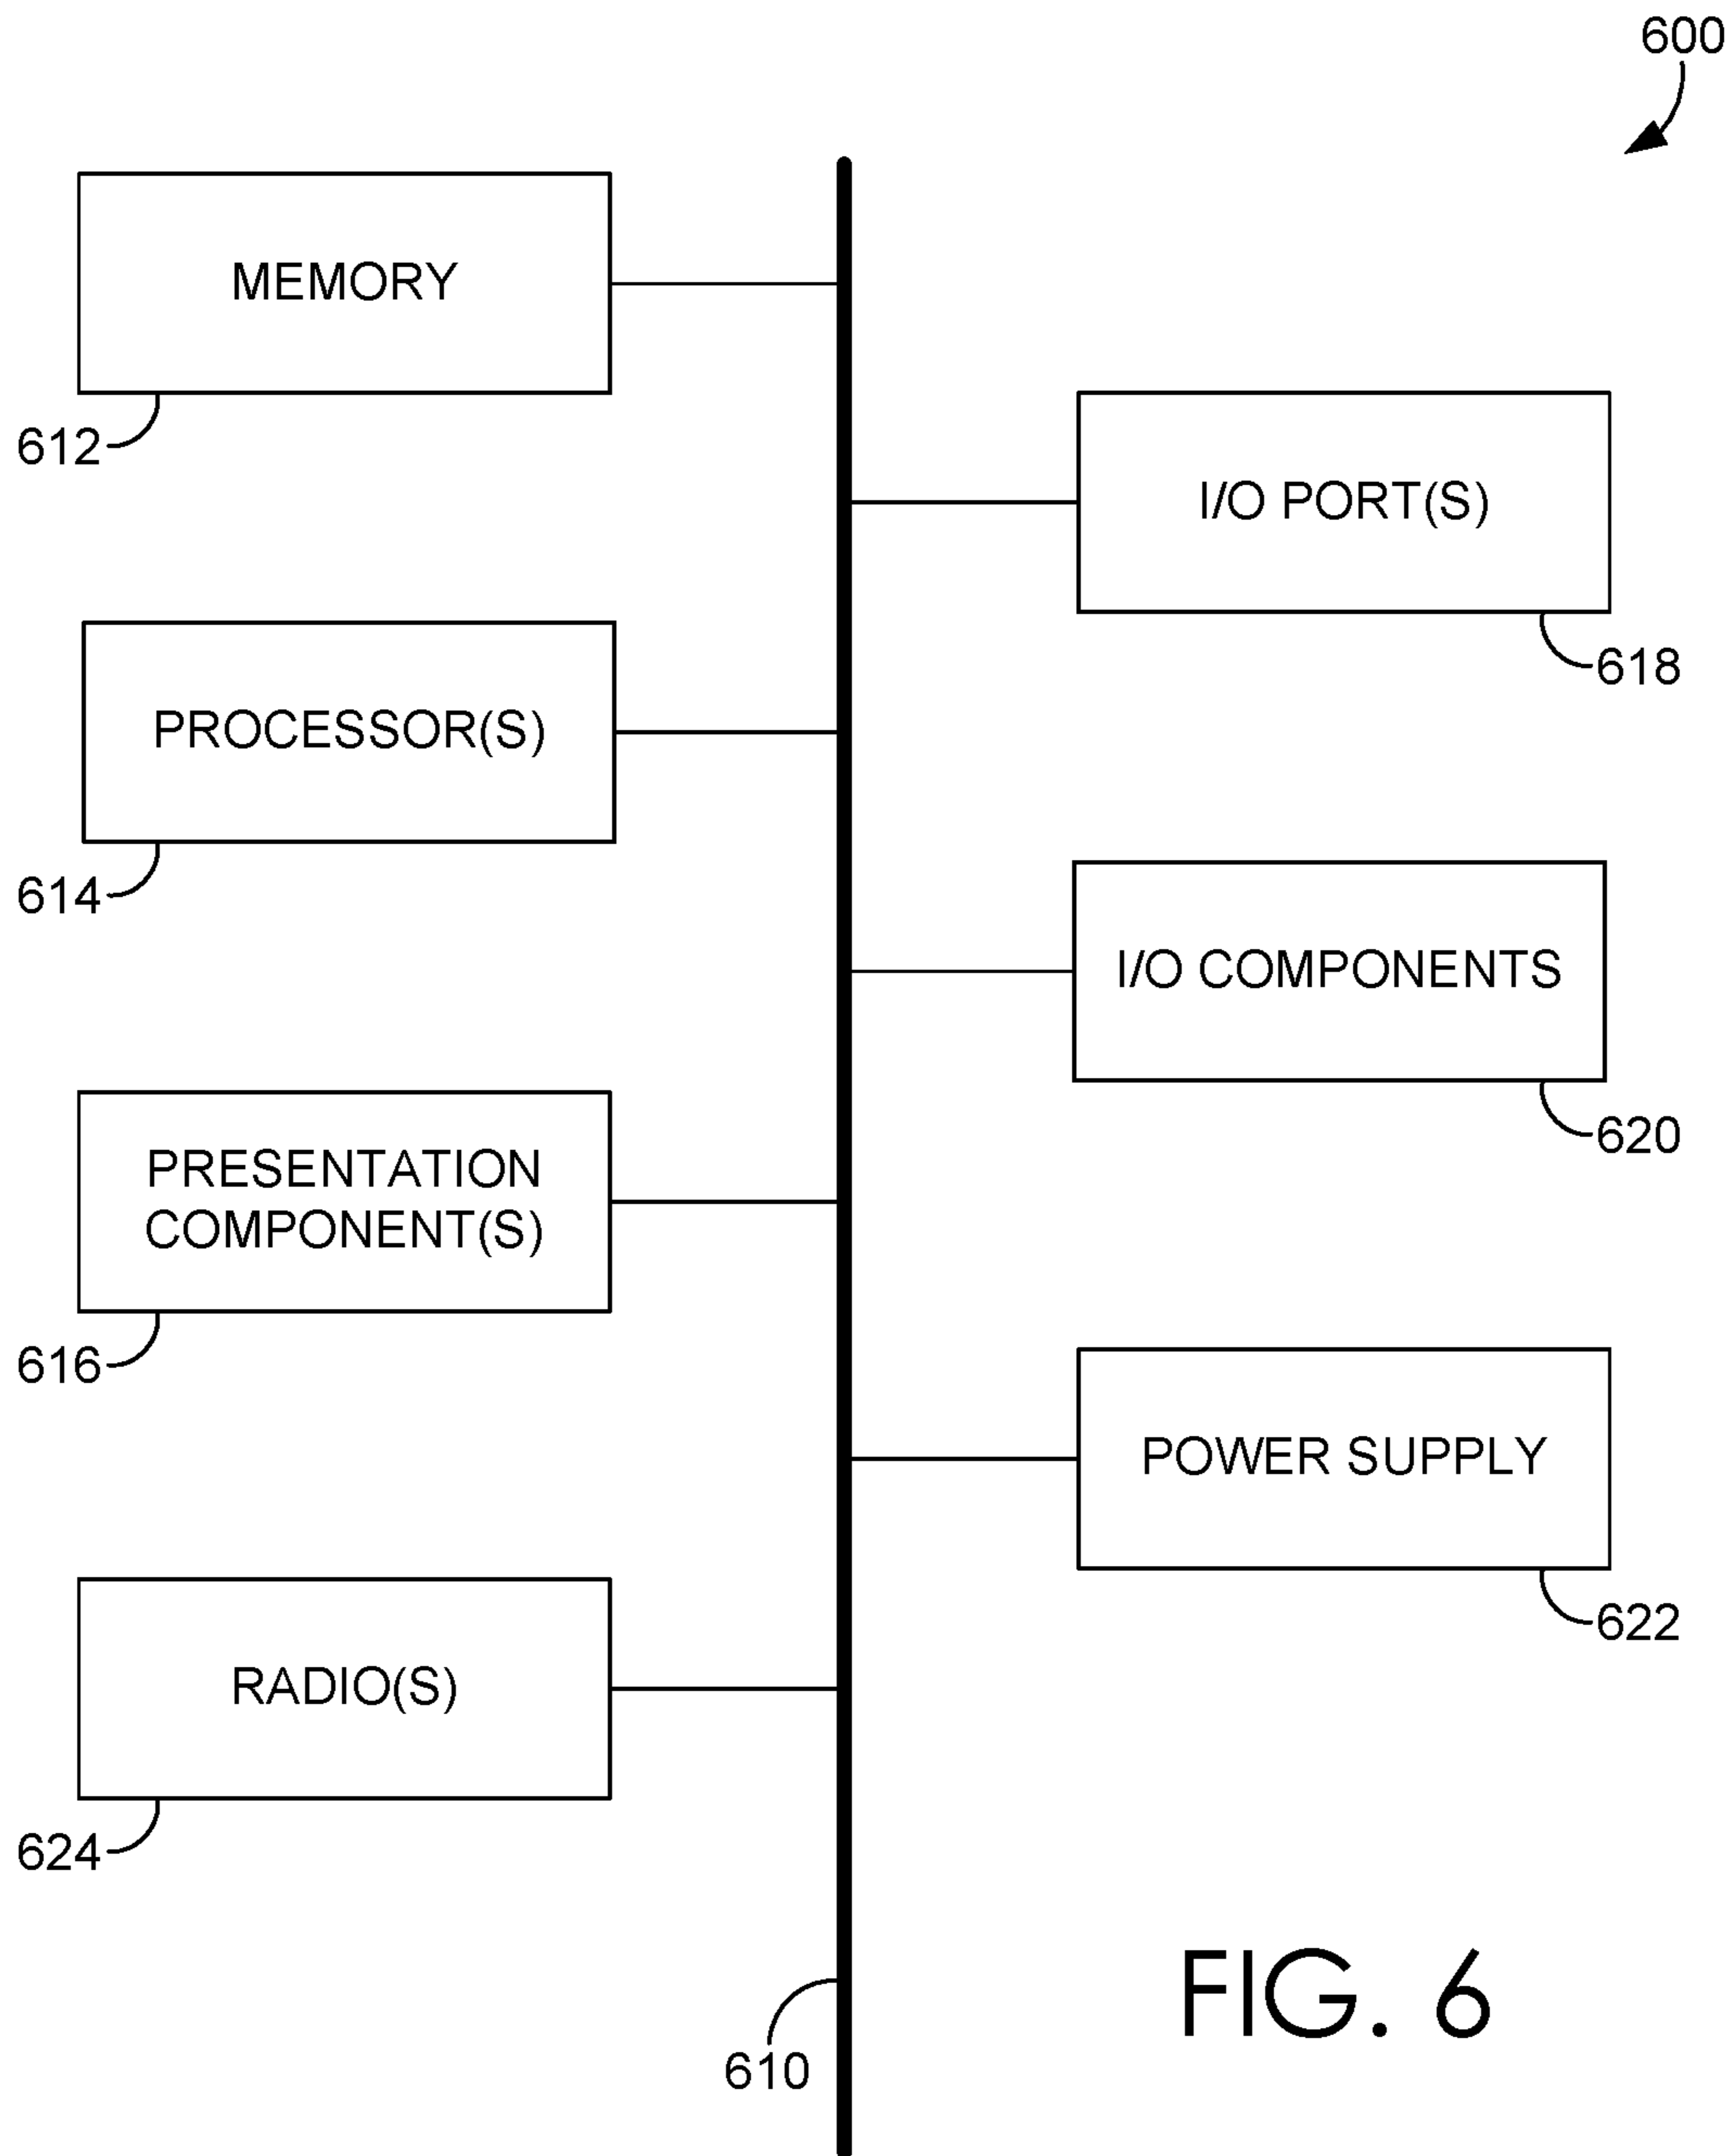 600
MEMORY
612
I/O PORT(S)
618
PROCESSOR(S)
614
I/O COMPONENTS
620
PRESENTATION
COMPONENT(S)
616
POWER SUPPLY
622
RADIO(S)
624
610
FIG. 6